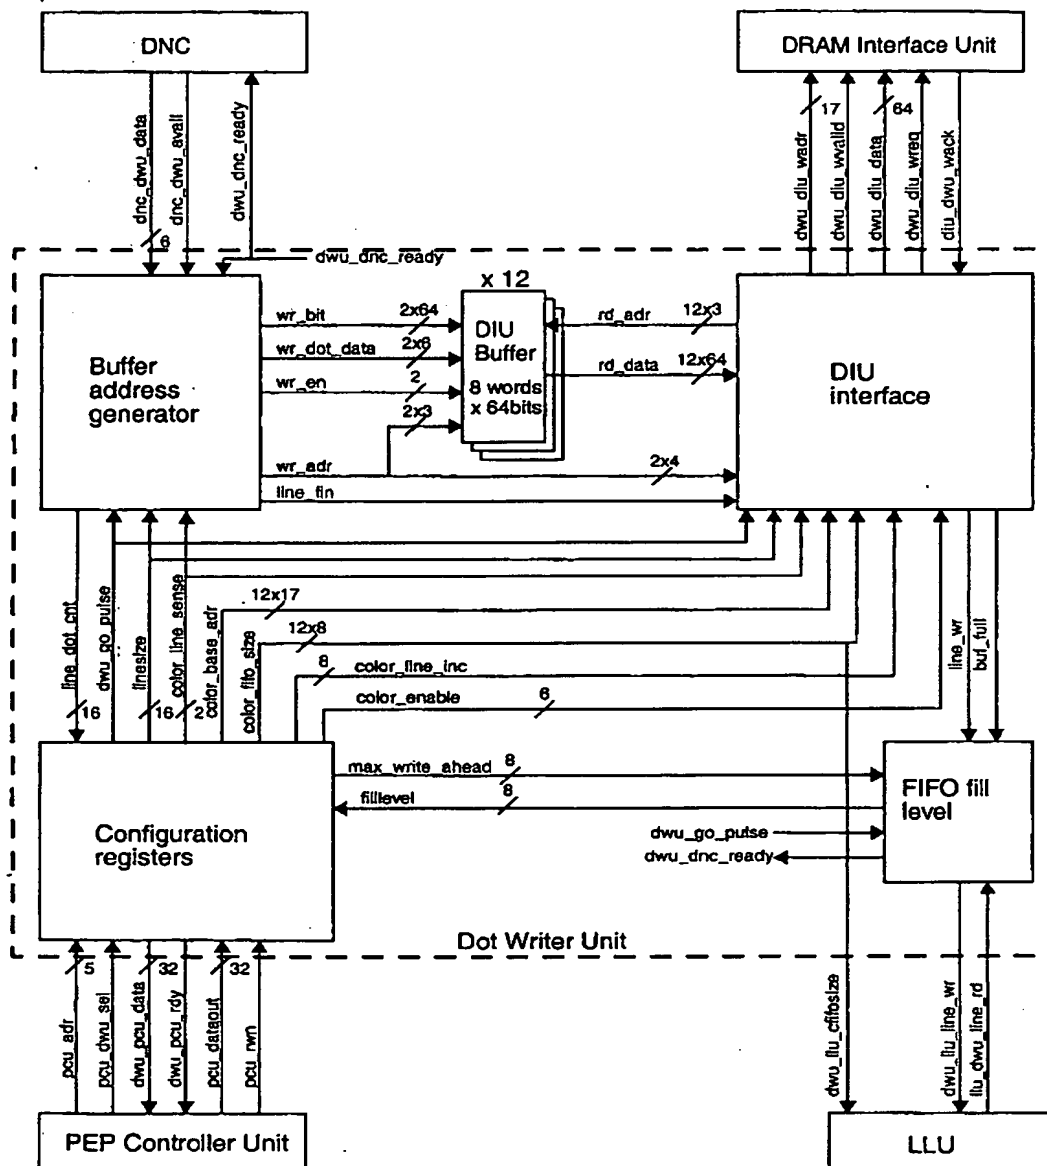 DNC
DRAM Interface Unit
dnc_dwu_data
dnc_dwu_avail
dwu_dnc_ready
6
17
64
dwu_diu_wadr
dwu_diu_wvalid
dwu_diu_data
dwu_diu_wreq
diu_dwu_wack
dwu_dnc_ready
x 12
Buffer
address
generator
wr_bit
2x64
wr_dot_data
2x6
wr_en
2
2x3
wr_adr
2x4
line_fin
DIU
Buffer
8 words
x 64bits
rd_adr
12x3
rd_data
12x64
DIU
interface
line_dot_cnt
dwu_go_pulse
linesize
color_line_sense
color_base_adr
color_fifo_size
16
16
2
12x17
12x8
8
color_line_inc
color_enable
6
line_wr
buf_full
Configuration
registers
max_write_ahead
8
filllevel
8
dwu_go_pulse
dwu_dnc_ready
FIFO fill
level
Dot Writer Unit
5
32
32
pcu_adr
pcu_dwu_sel
dwu_pcu_data
dwu_pcu_rdy
pcu_dataout
pcu_rwn
dwu_llu_cfifosize
dwu_llu_line_wr
llu_dwu_line_rd
PEP Controller Unit
LLU